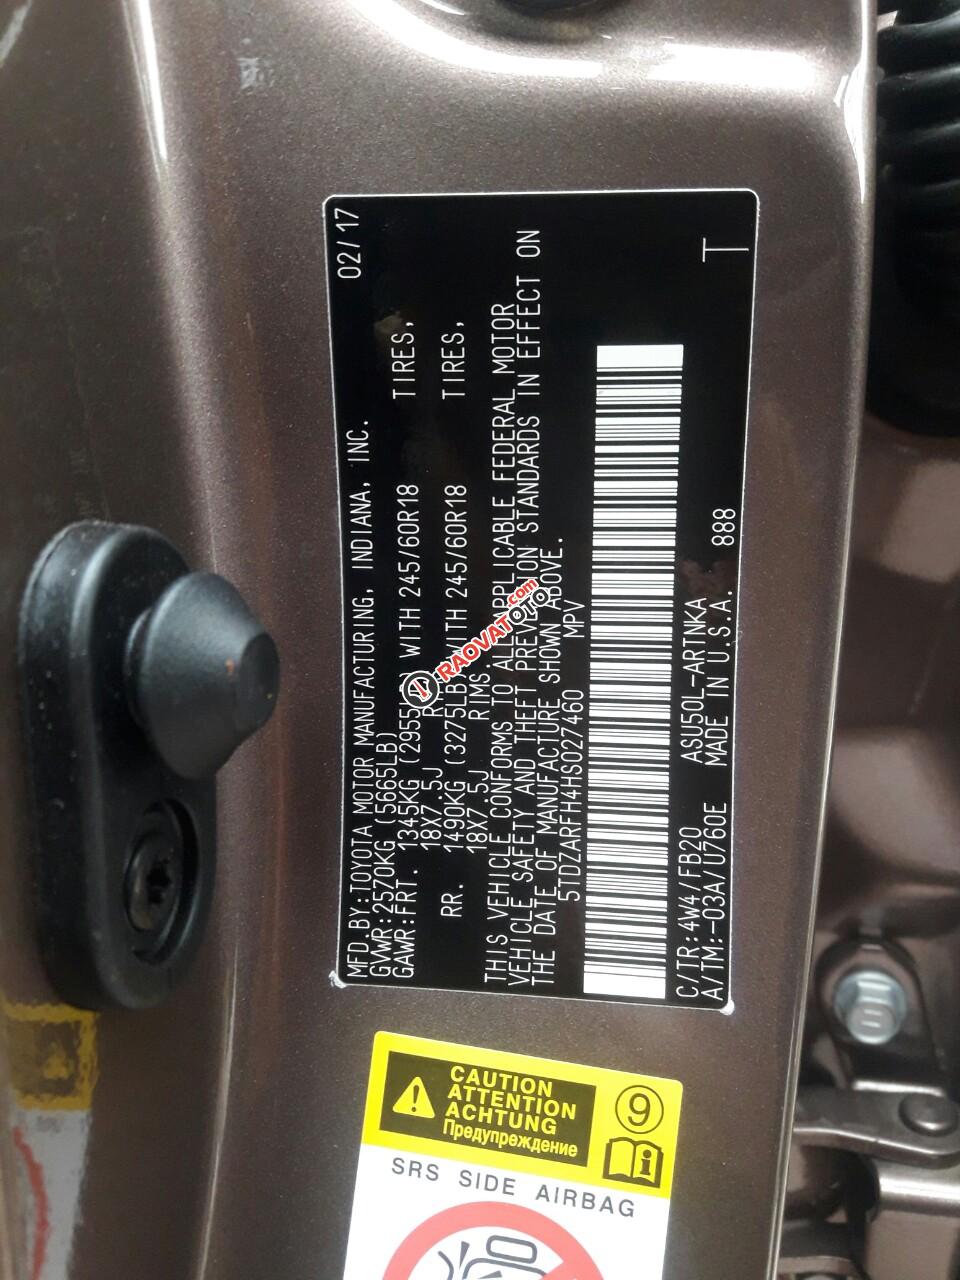 MFD.BY:TOYOTA MOTOR MANUFACTURING, INDIANA, INC. 02/17
GVWR:2570KG (5665LB)
GAWR:FRT. 1345KG (2955 WITH 245/60R18 TIRES,
18X7.5J
RR. 1490KG (3275LB) WITH 245/60R18 TIRES,
18X7.5J RIMS
THIS VEHICLE CONFORMS TO ALL APPLICABLE FEDERAL MOTOR
VEHICLE SAFETY AND THEFT PREVENTION STANDARDS IN EFFECT ON
THE DATE OF MANUFACTURE SHOWN ABOVE.
5TDZARFH4HS027460 MPV
C/TR:4W4/FB20 ASU50L-ARTNKA
A/TM:-03A/U760E MADE IN U.S.A. 888 T
RAOVATOTO.com
CAUTION
ATTENTION
ACHTUNG
Предупреждение
9
i
SRS SIDE AIRBAG